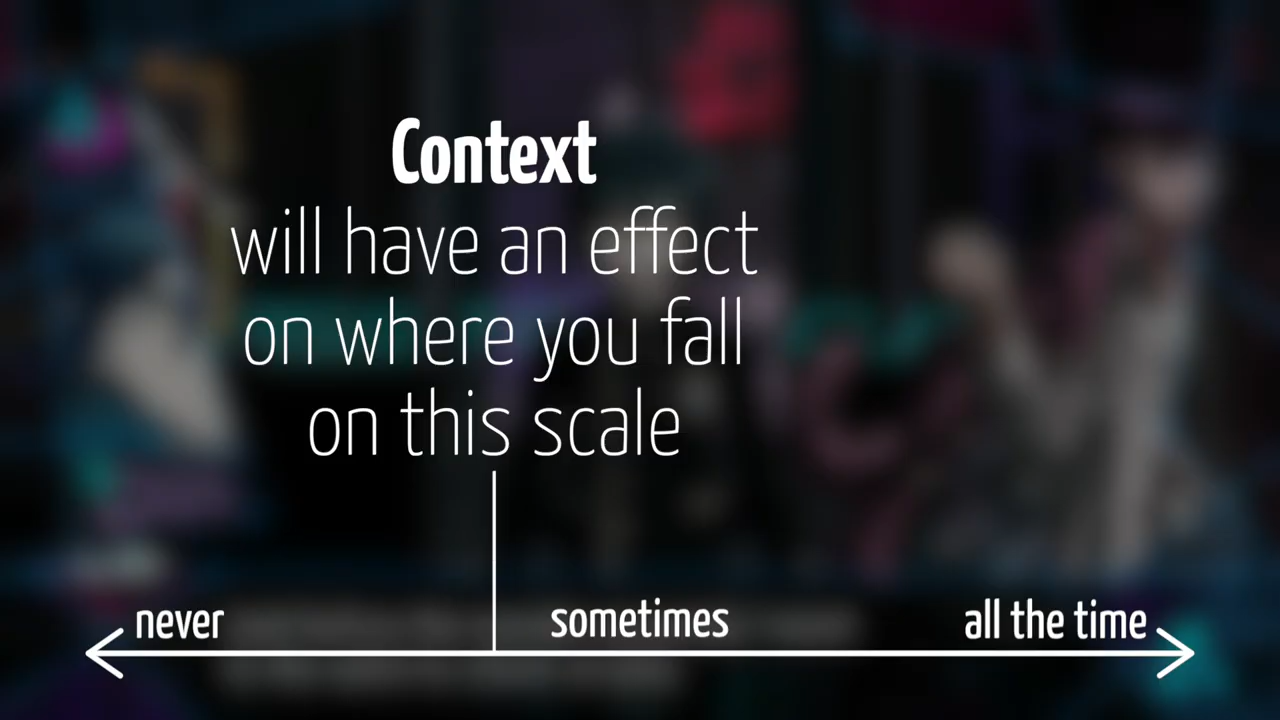 Context
will have an effect
on where you fall
on this scale
never sometimes all the time